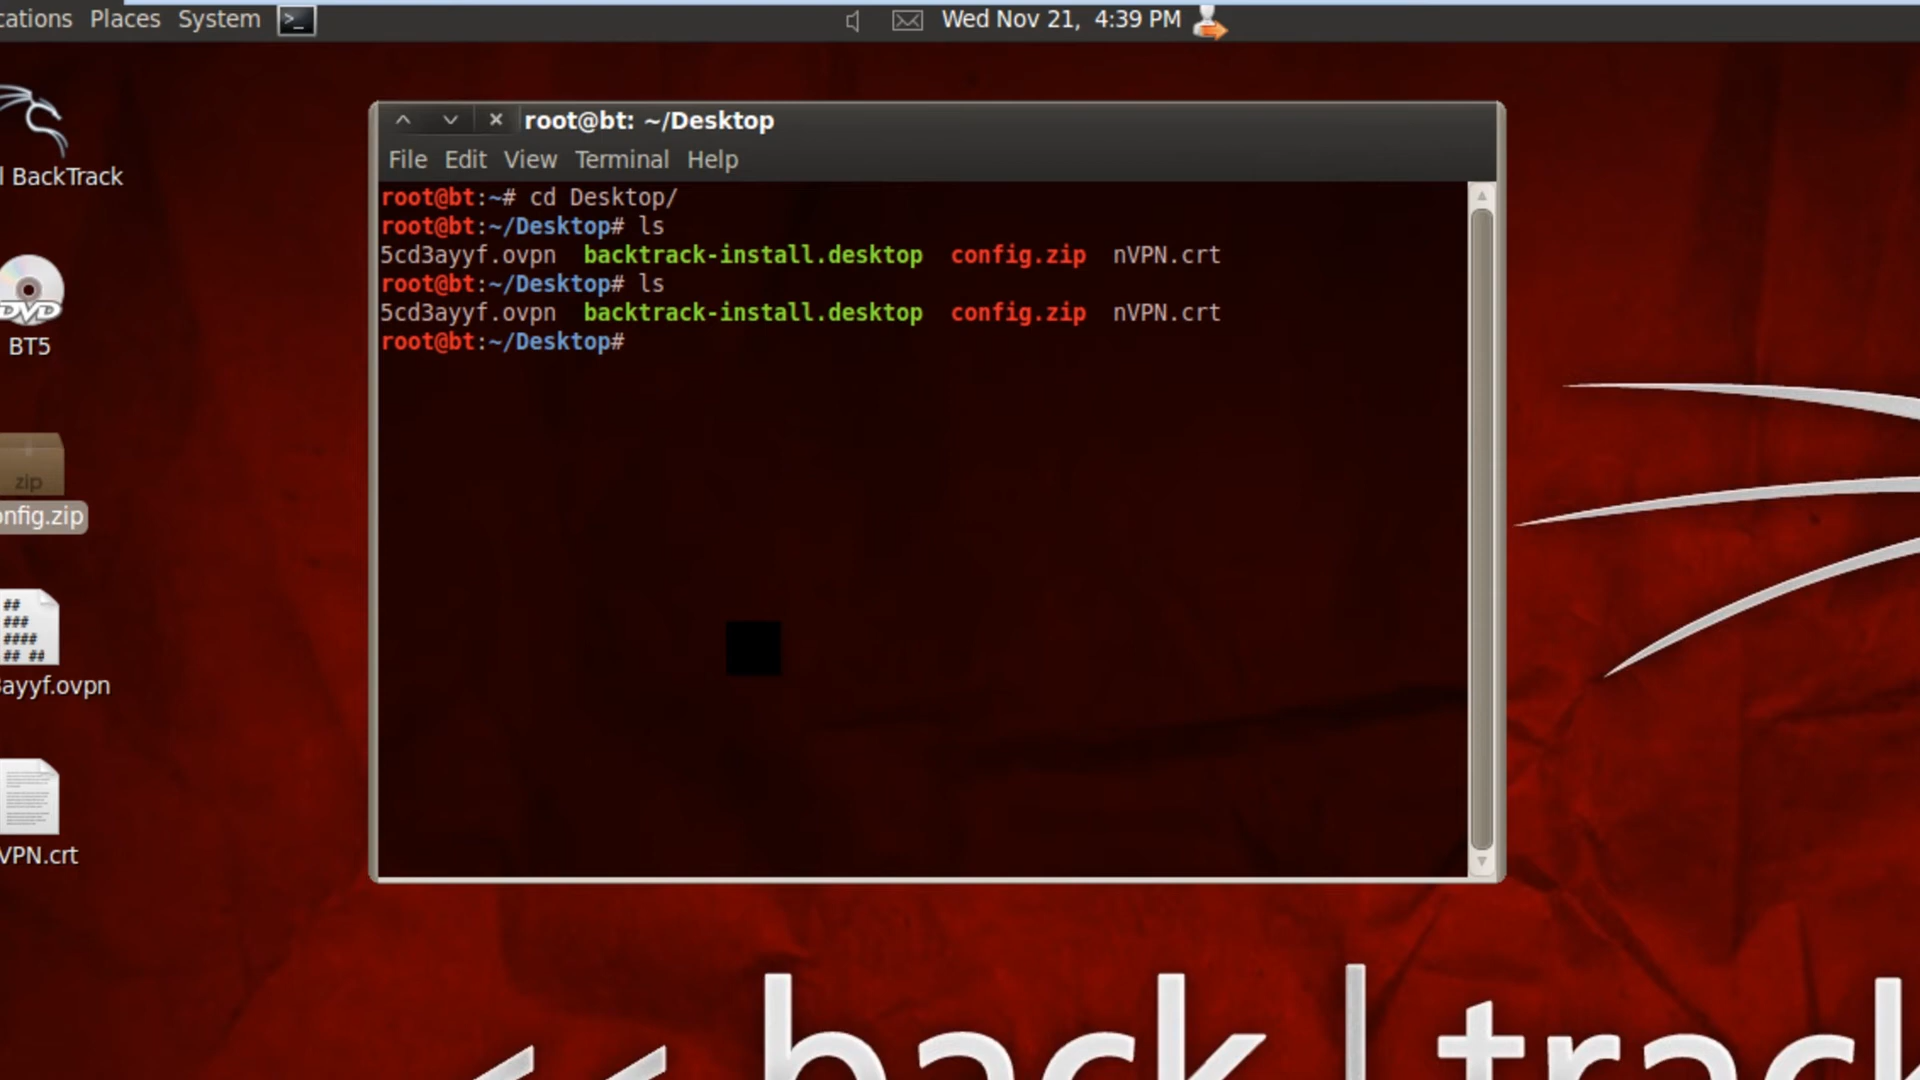 cations Places System >_ Wed Nov 21, 4:39 PM
l BackTrack
BT5
zip
onfig.zip
## 
###
####
## ##
ayyf.ovpn
VPN.crt
root@bt: ~/Desktop
File Edit View Terminal Help
root@bt:~# cd Desktop/
root@bt:~/Desktop# ls
5cd3ayyf.ovpn backtrack-install.desktop config.zip nVPN.crt
root@bt:~/Desktop# ls
5cd3ayyf.ovpn backtrack-install.desktop config.zip nVPN.crt
root@bt:~/Desktop#
DVD
<< back | track